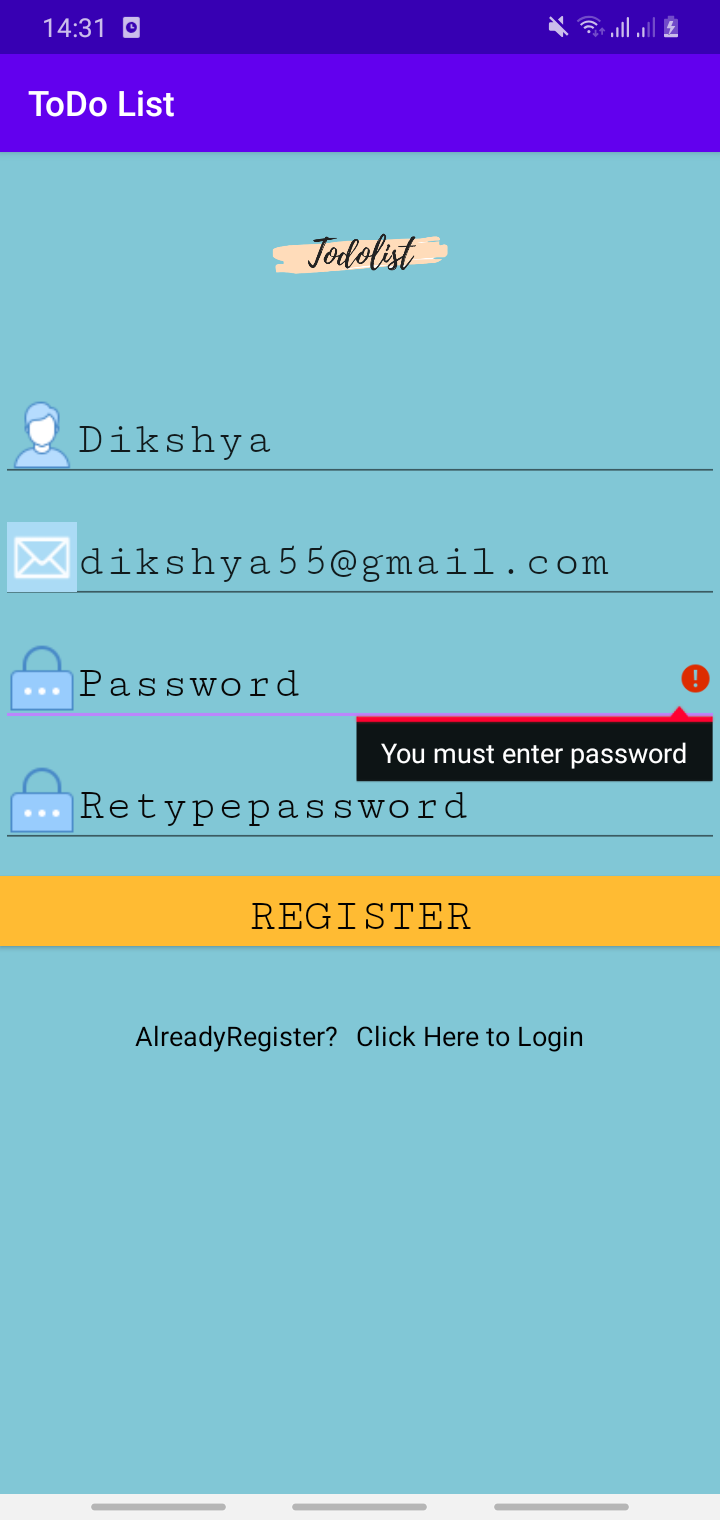 14:31
ToDo List
Todolist
Dikshya
dikshya55@gmail.com
Password
You must enter password
Retypepassword
REGISTER
AlreadyRegister? Click Here to Login